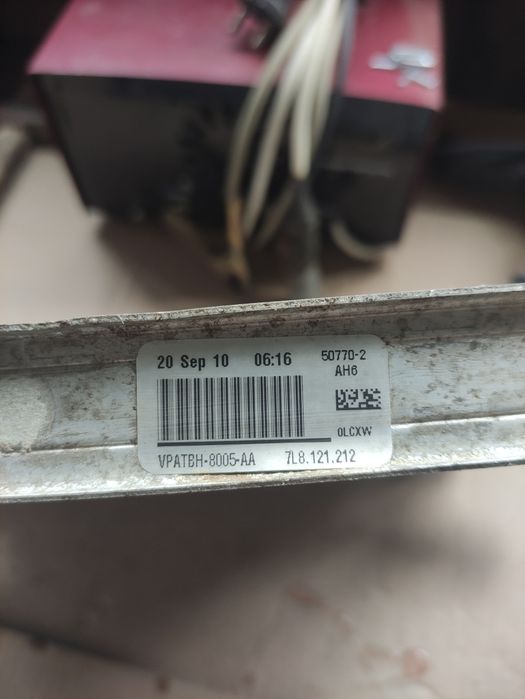 20 Sep 10 06:16
50770-2
AH6
0LCXW
VPATBH-8005-AA 7L8.121.212